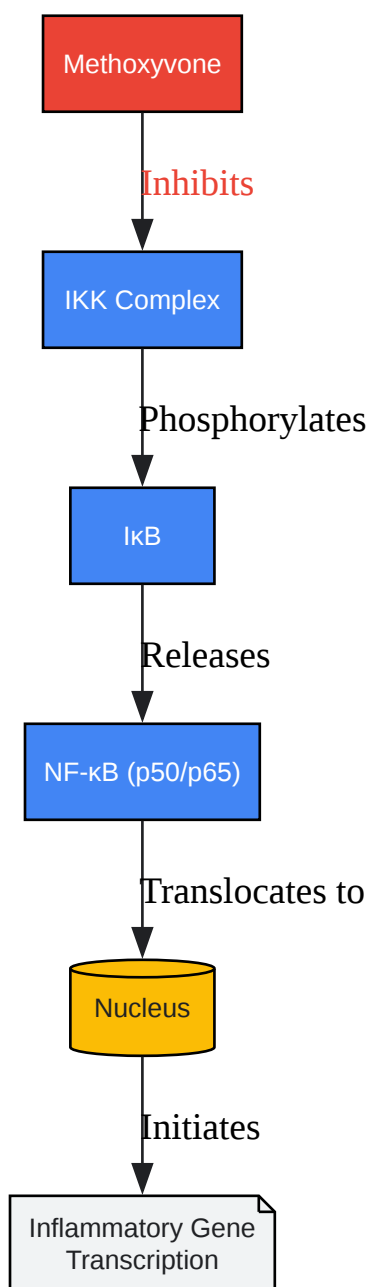 Methoxyvone
Inhibits
IKK Complex
Phosphorylates
IκB
Releases
NF-κB (p50/p65)
Translocates to
Nucleus
Initiates
Inflammatory Gene
Transcription